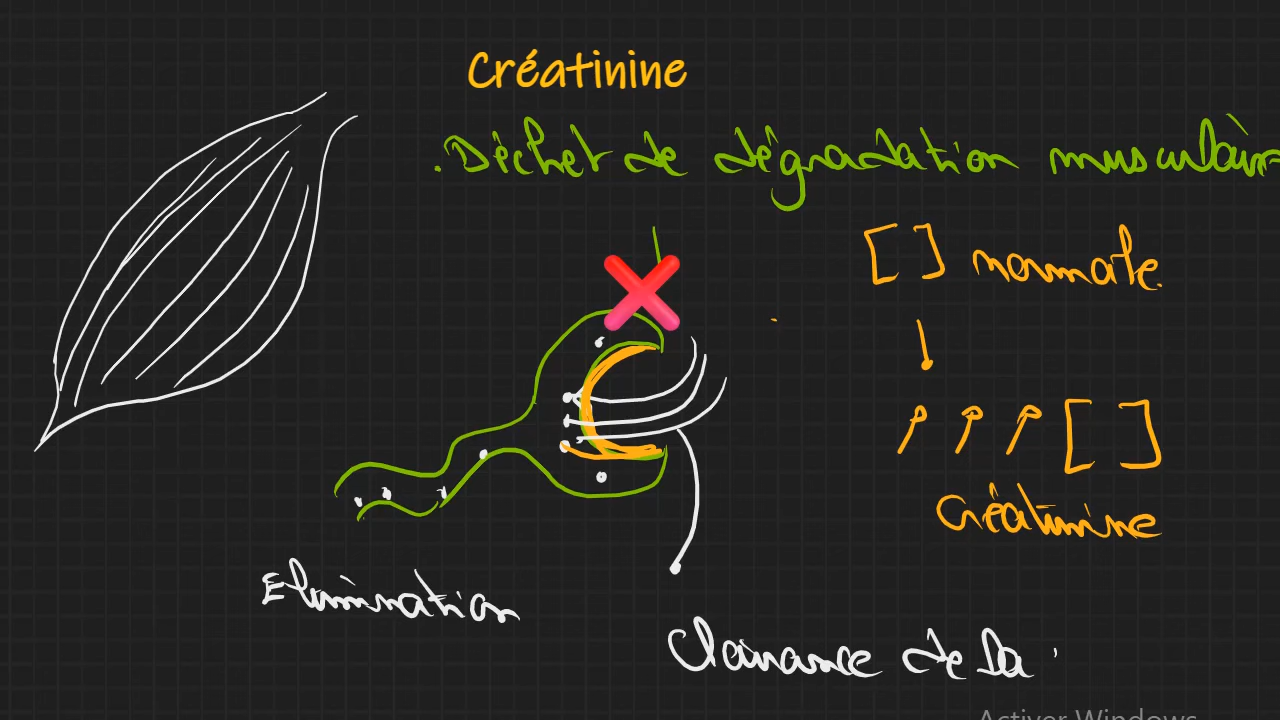 Créatinine
. Déchet de dégradation musculaire
[ ] normale
↓
↑ ↑ ↑ [ ]
créatinine
Elimination
Clairance de la
Activer Windows